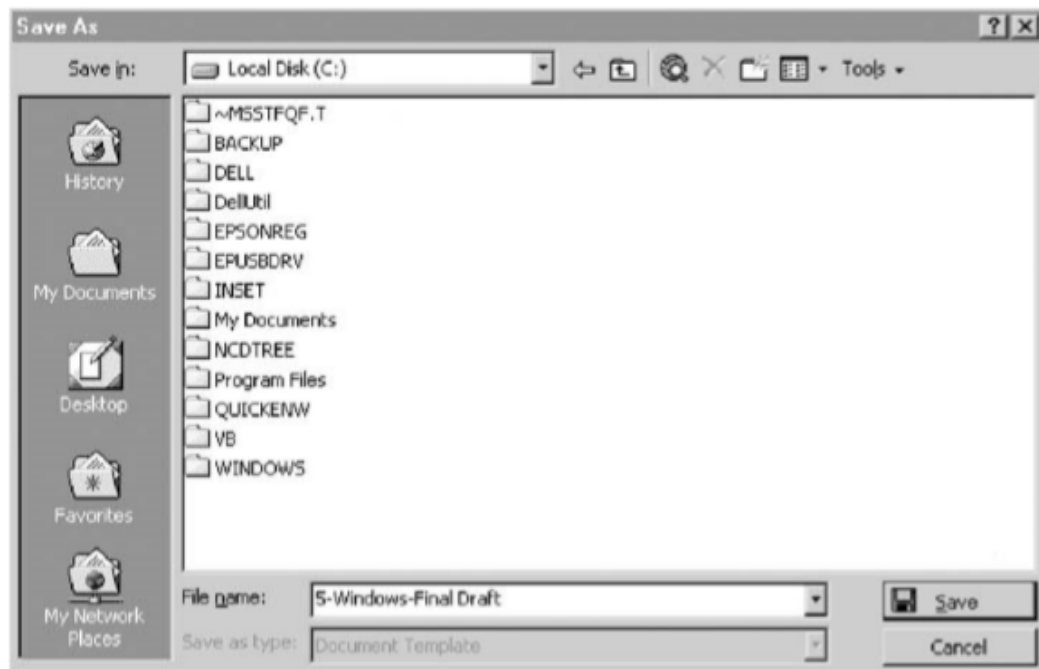 Save As
Save in:
Local Disk (C:)
Tools
~MSSTFQF.T
BACKUP
DELL
DellUtil
EPSONREG
EPUSBDRV
INSET
My Documents
NCDTREE
Program Files
QUICKENW
VB
WINDOWS
History
My Documents
Desktop
Favorites
My Network
Places
File name:
5-Windows-Final Draft
Save
Save as type:
Document Template
Cancel